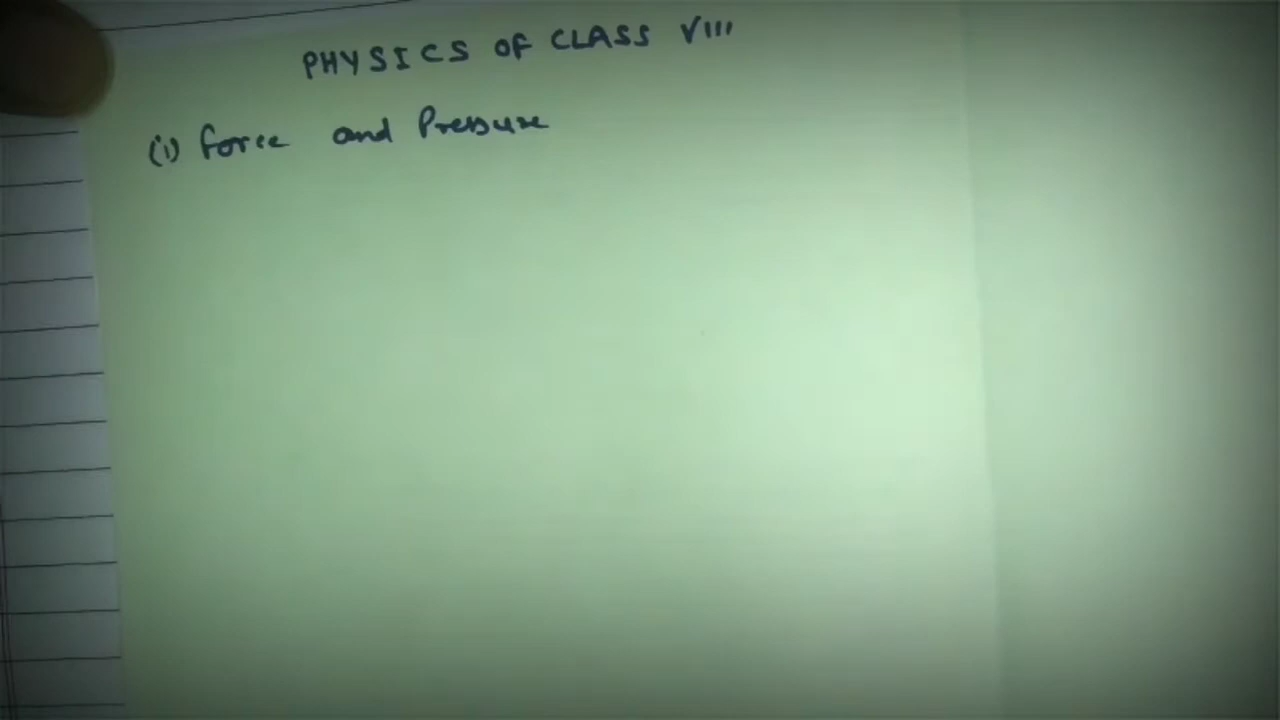 PHYSICS OF CLASS VIII
(i) Force and Pressure